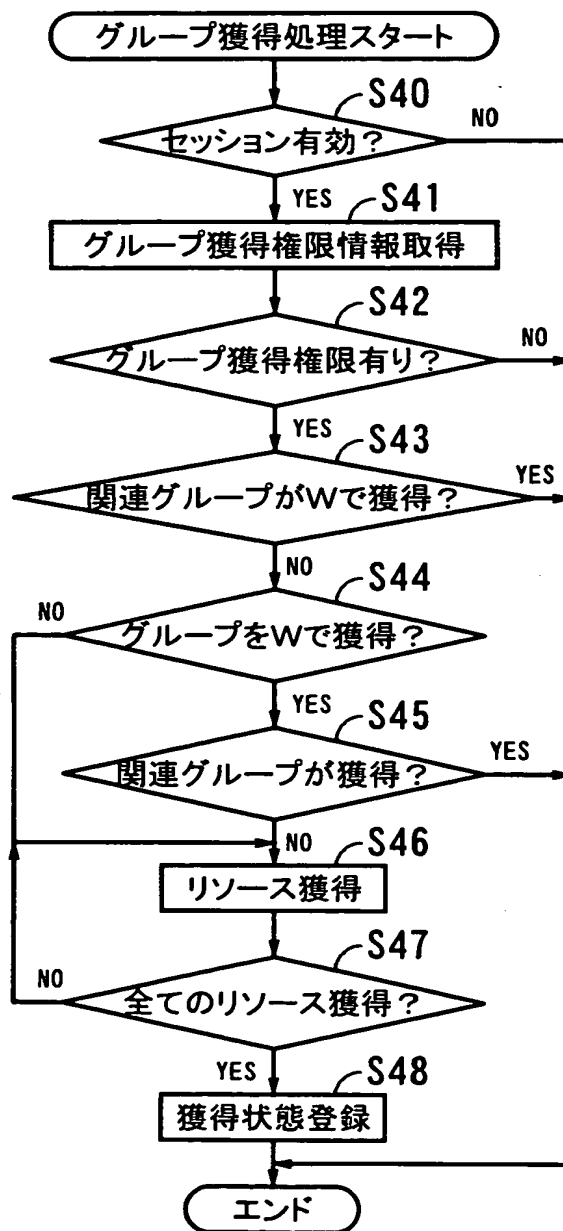 グループ獲得処理スタート
S40
セッション有効？
NO
YES
S41
グループ獲得権限情報取得
S42
グループ獲得権限有り？
NO
YES
S43
関連グループがWで獲得？
YES
NO
S44
NO
グループをWで獲得？
YES
S45
関連グループが獲得？
YES
NO
S46
リソース獲得
S47
NO
全てのリソース獲得？
YES
S48
獲得状態登録
エンド